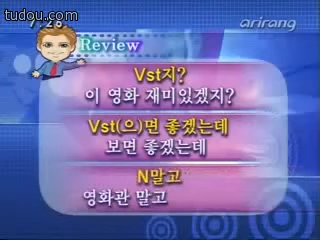 tudou.com
arirang
Review
Vst지?
이 영화 재미있겠지?
Vst(으)면 좋겠는데
보면 좋겠는데
N말고
영화관 말고